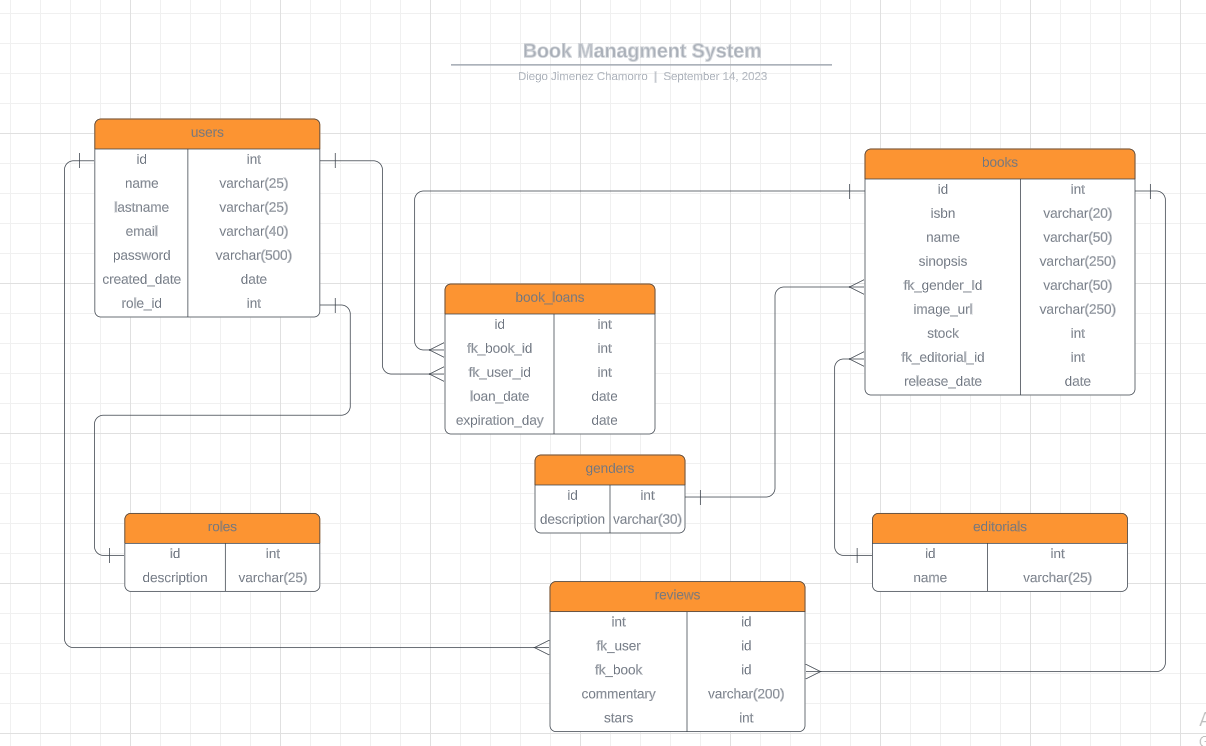 Book Managment System
Diego Jimenez Chamorro | September 14, 2023
users
id int
name varchar(25)
lastname varchar(25)
email varchar(40)
password varchar(500)
created_date date
role_id int
books
id int
isbn varchar(20)
name varchar(50)
sinopsis varchar(250)
fk_gender_Id varchar(50)
image_url varchar(250)
stock int
fk_editorial_id int
release_date date
book_loans
id int
fk_book_id int
fk_user_id int
loan_date date
expiration_day date
genders
id int
description varchar(30)
roles
id int
description varchar(25)
editorials
id int
name varchar(25)
reviews
int id
fk_user id
fk_book id
commentary varchar(200)
stars int